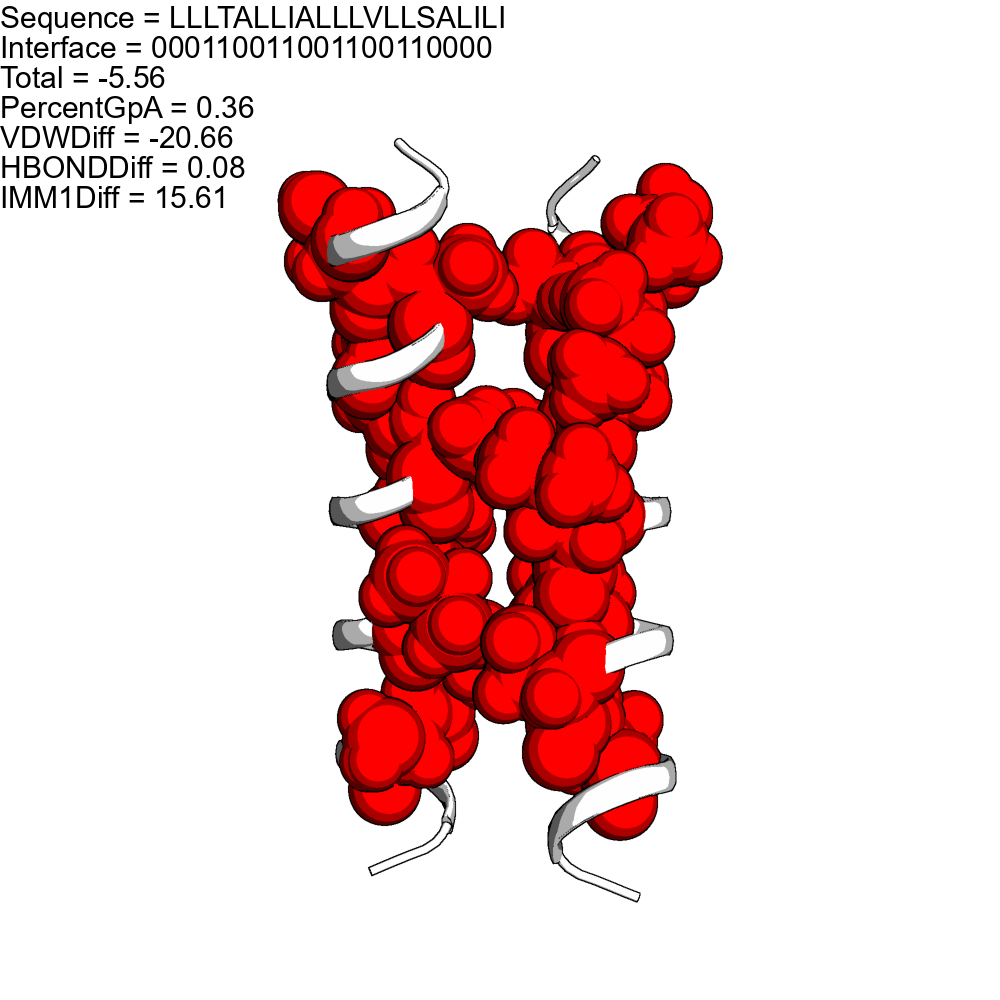 Sequence = LLLTALLIALLLVLLSALILI
Interface = 000110011001100110000
Total = -5.56
PercentGpA = 0.36
VDWDiff = -20.66
HBONDDiff = 0.08
IMM1Diff = 15.61